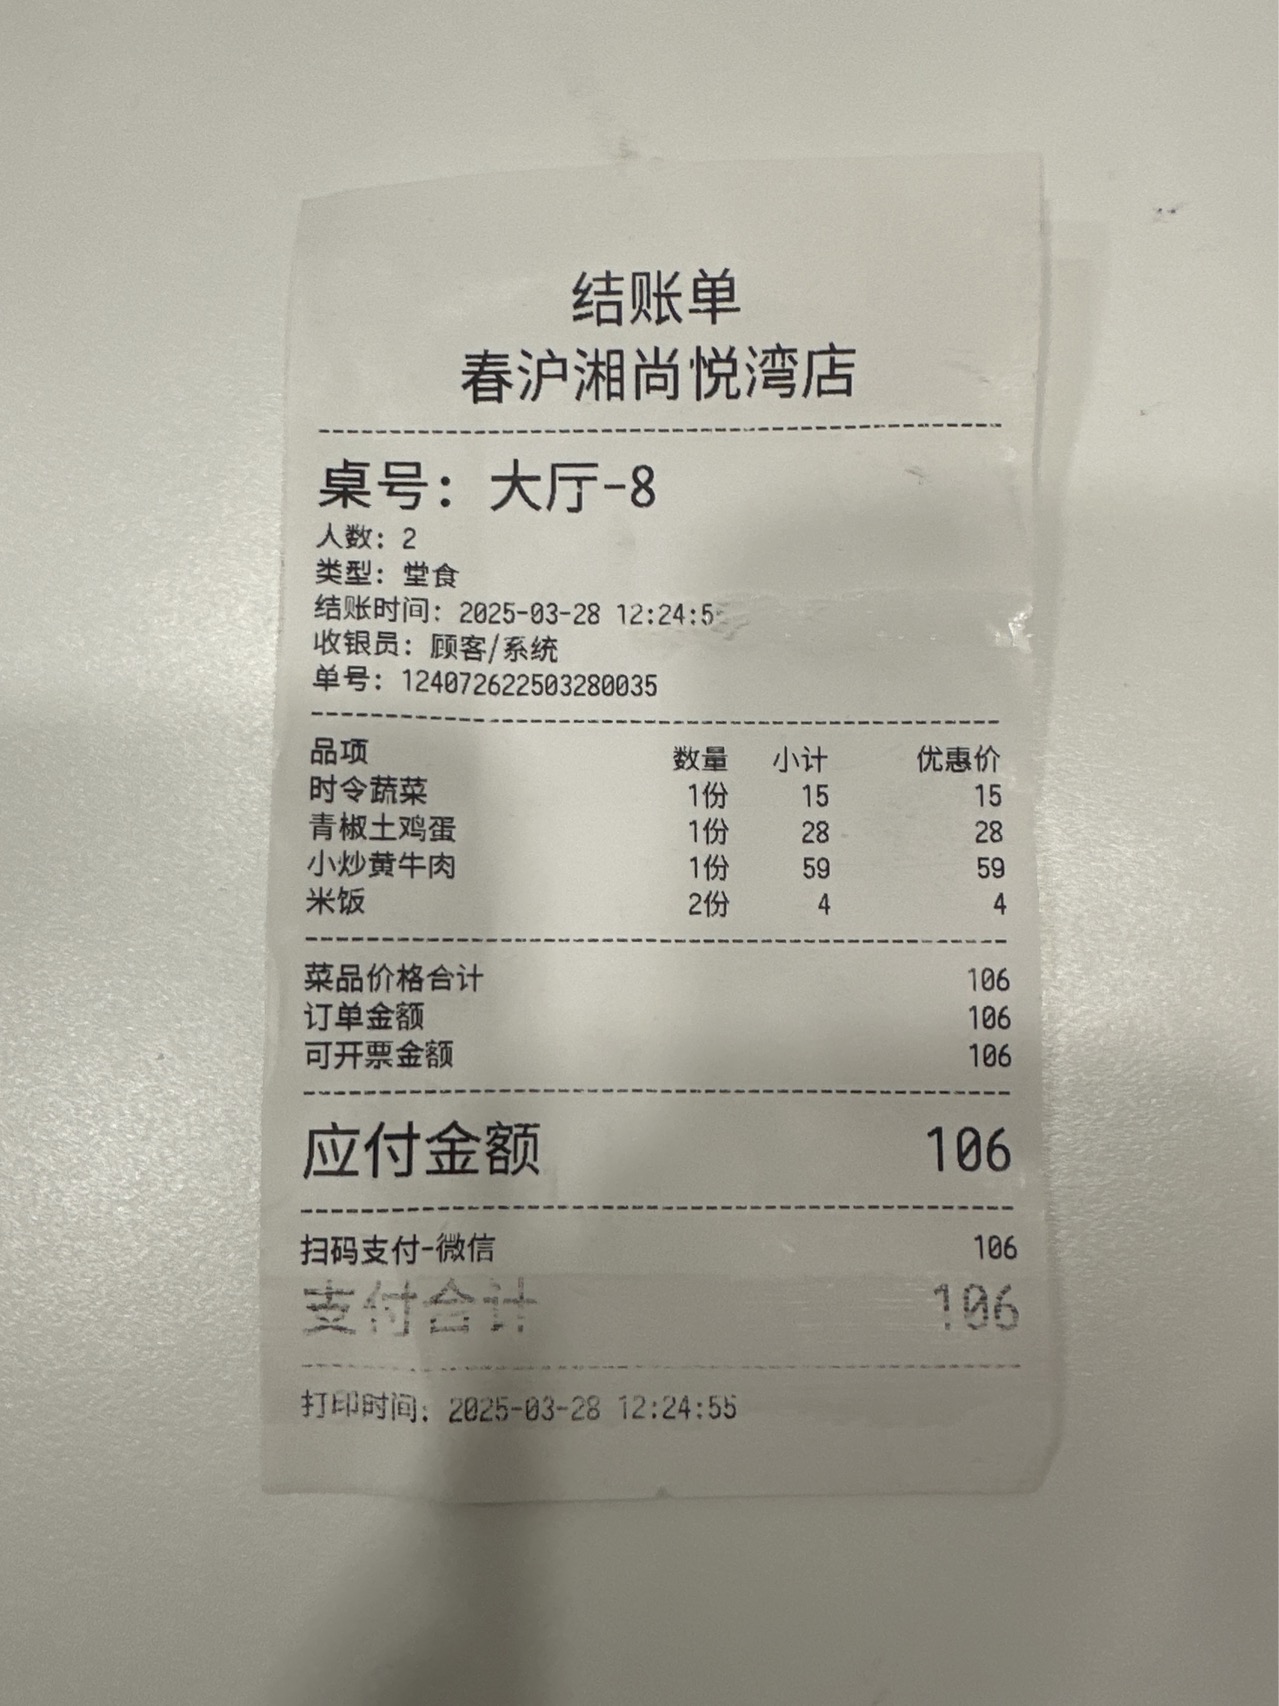 结账单
春沪湘尚悦湾店
桌号：大厅-8
人数：2
类型：堂食
结账时间：2025-03-28 12:24:5
收银员：顾客/系统
单号：124072622503280035
品项 数量 小计 优惠价
时令蔬菜 1份 15 15
青椒土鸡蛋 1份 28 28
小炒黄牛肉 1份 59 59
米饭 2份 4 4
菜品价格合计 106
订单金额 106
可开票金额 106
应付金额 106
扫码支付-微信 106
支付合计 106
打印时间：2025-03-28 12:24:55